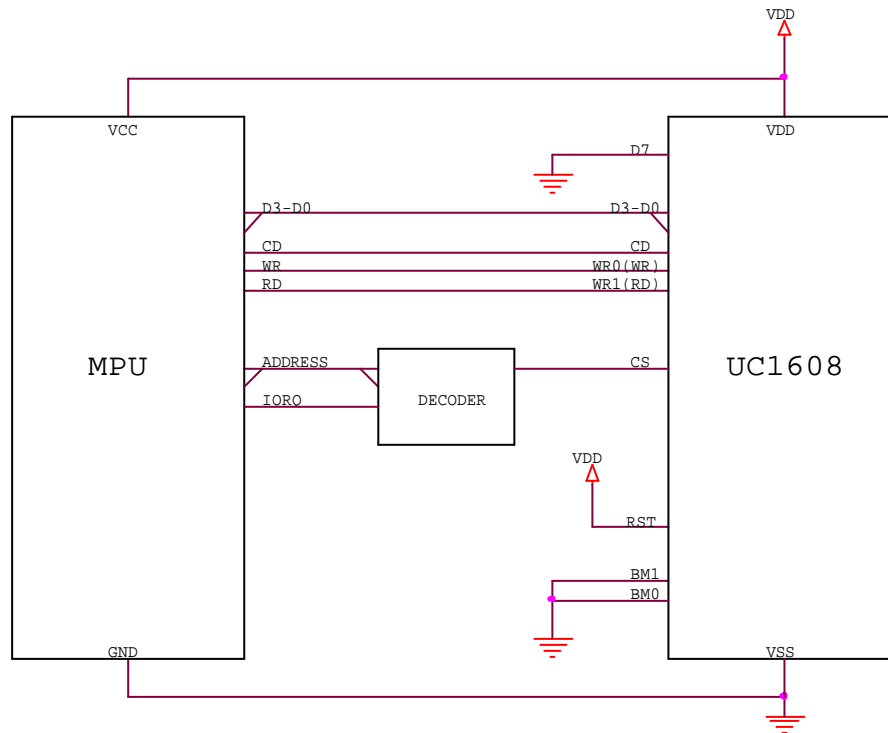 VDD
VCC VDD
D7
D3-D0 D3-D0
CD CD
WR WR0(WR)
RD WR1(RD)
MPU ADDRESS CS UC1608
IORQ DECODER
VDD
RST
BM1
BM0
GND VSS